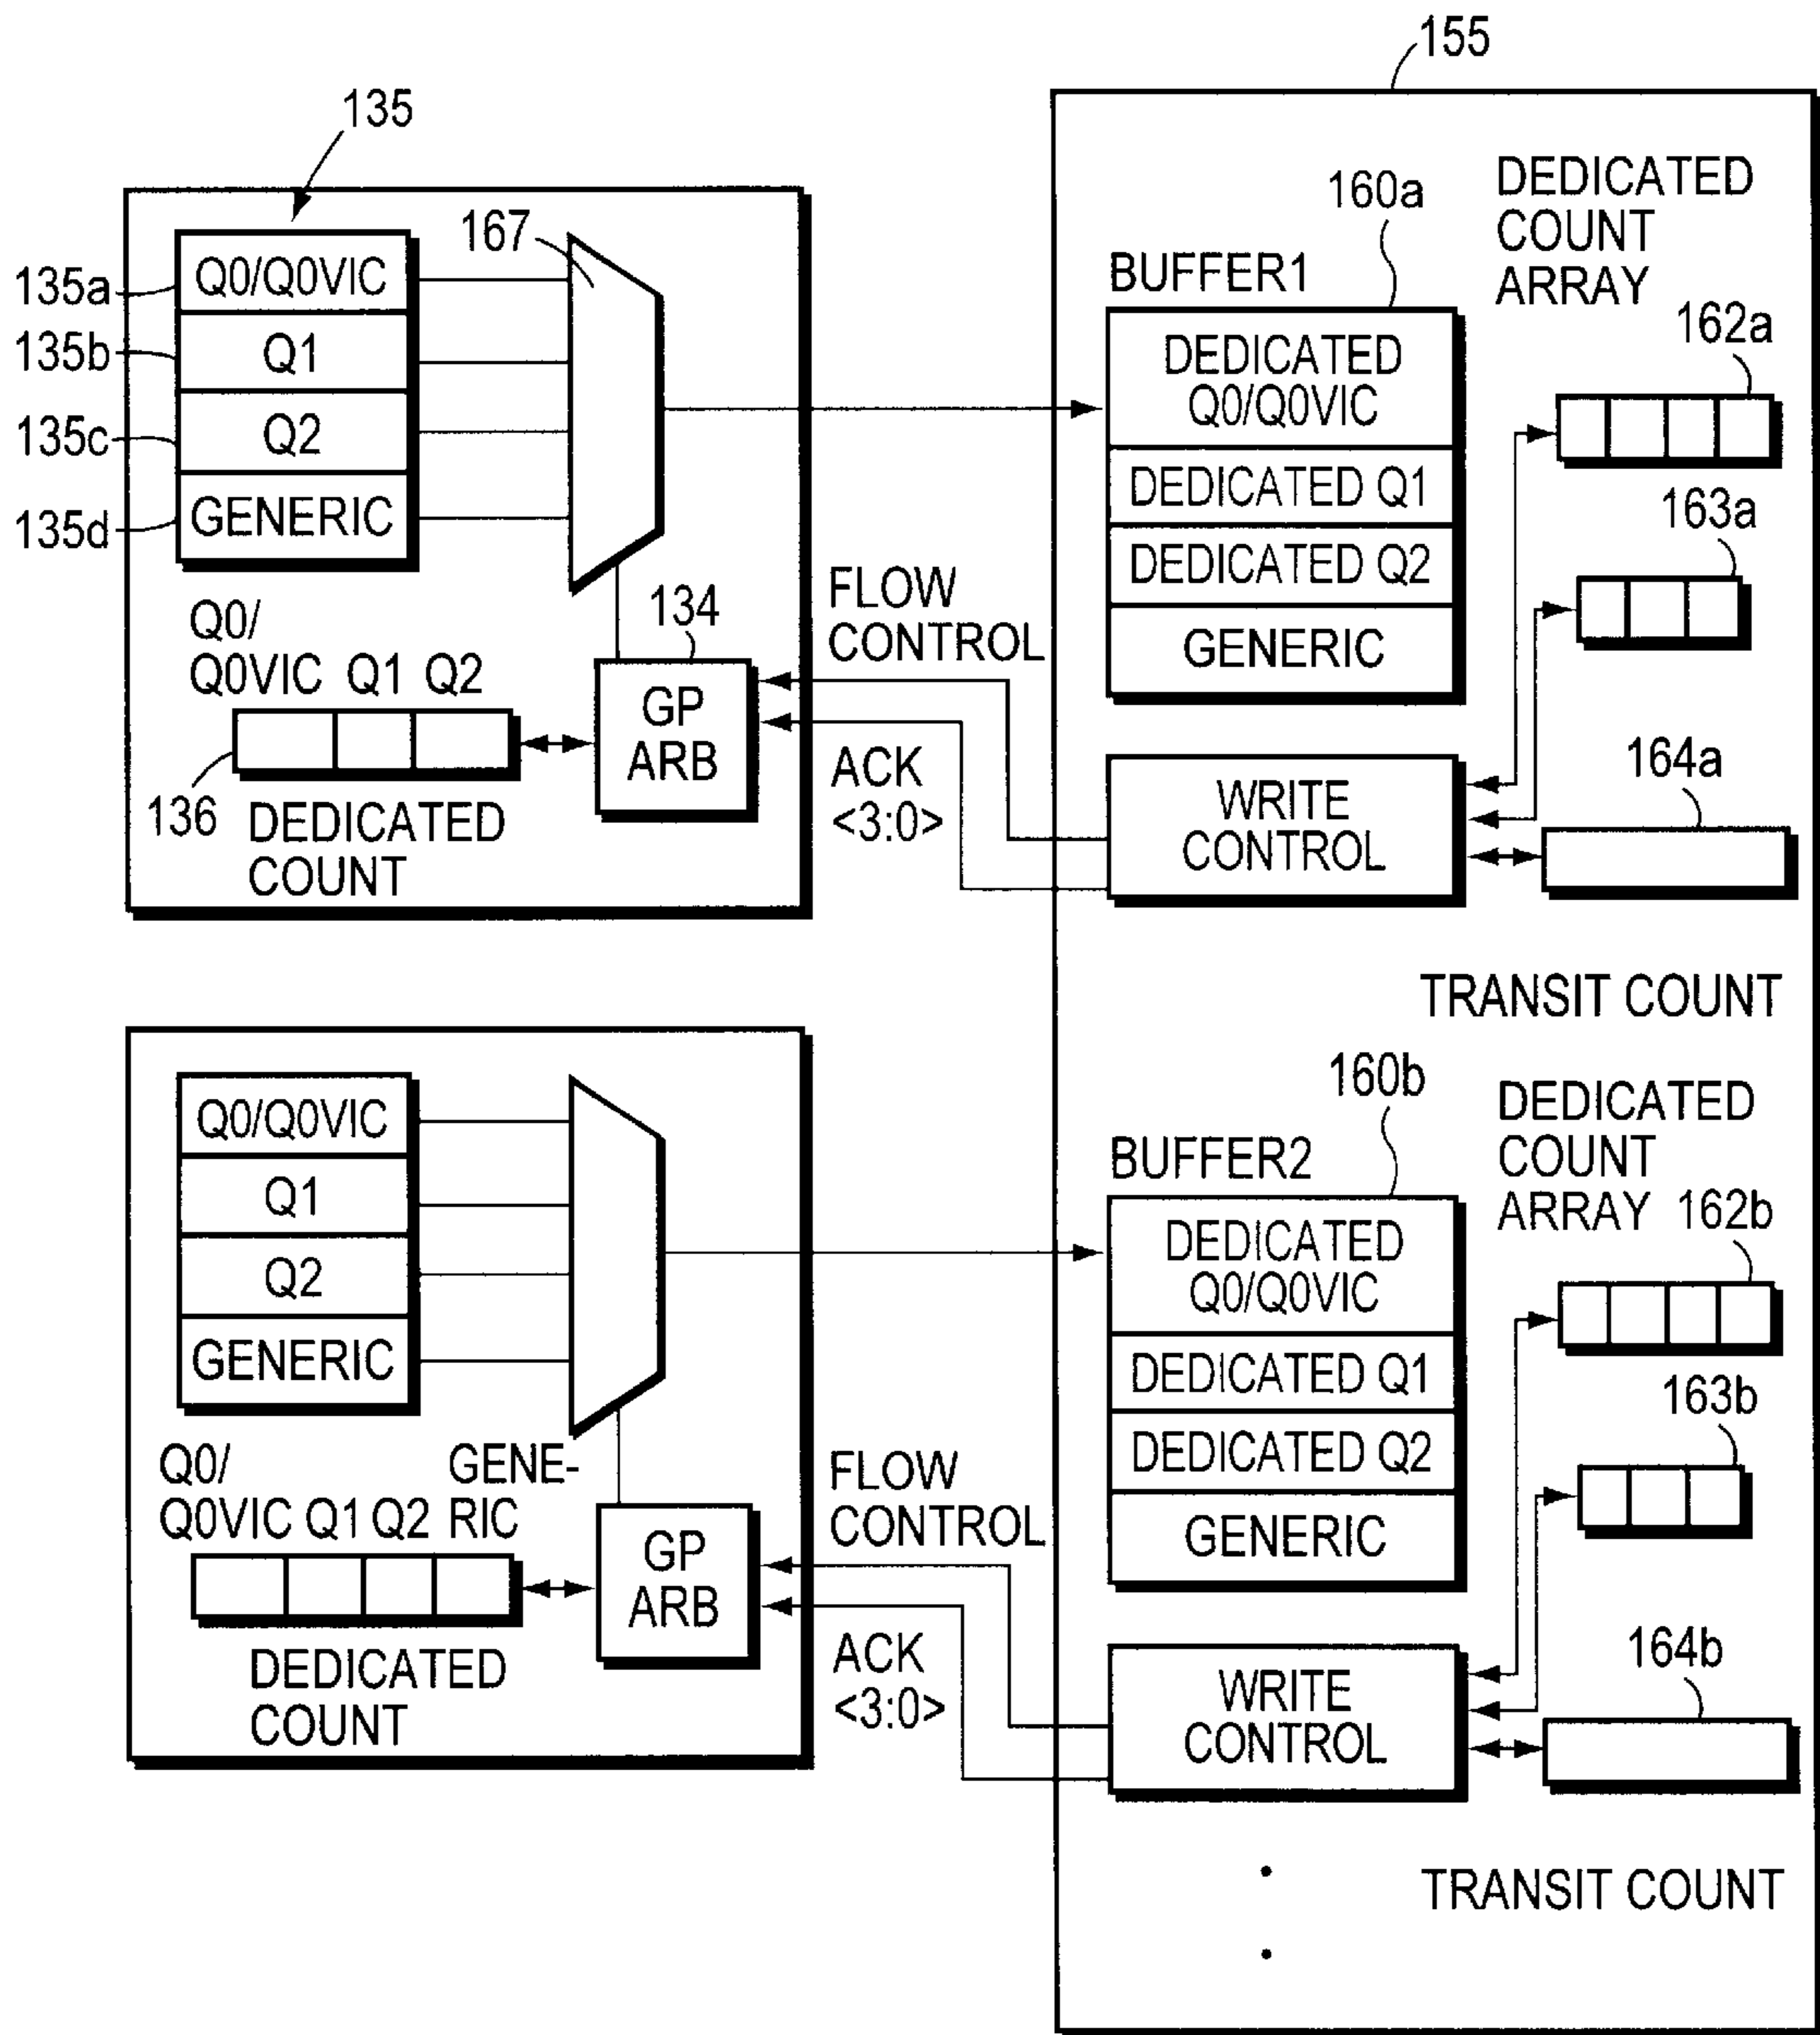 155
135
DEDICATED
COUNT
ARRAY
160a
167
135a
Q0/Q0VIC
BUFFER1
162a
135b
Q1
DEDICATED
Q0/Q0VIC
135c
Q2
DEDICATED Q1
163a
135d
GENERIC
DEDICATED Q2
FLOW
CONTROL
134
Q0/
Q0VIC Q1 Q2
GENERIC
GP
ARB
164a
ACK
<3:0>
WRITE
CONTROL
136
DEDICATED
COUNT
TRANSIT COUNT
160b
DEDICATED
COUNT
ARRAY
Q0/Q0VIC
BUFFER2
162b
Q1
DEDICATED
Q0/Q0VIC
Q2
DEDICATED Q1
GENERIC
163b
DEDICATED Q2
Q0/
Q0VIC Q1 Q2
GENE-
RIC
FLOW
CONTROL
GENERIC
GP
ARB
164b
ACK
<3:0>
WRITE
CONTROL
DEDICATED
COUNT
TRANSIT COUNT